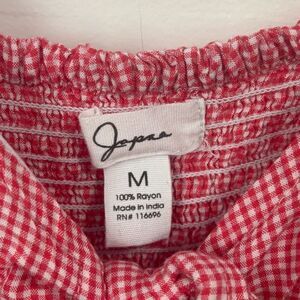 Japna
M
100% Rayon
Made in India
RN# 116696